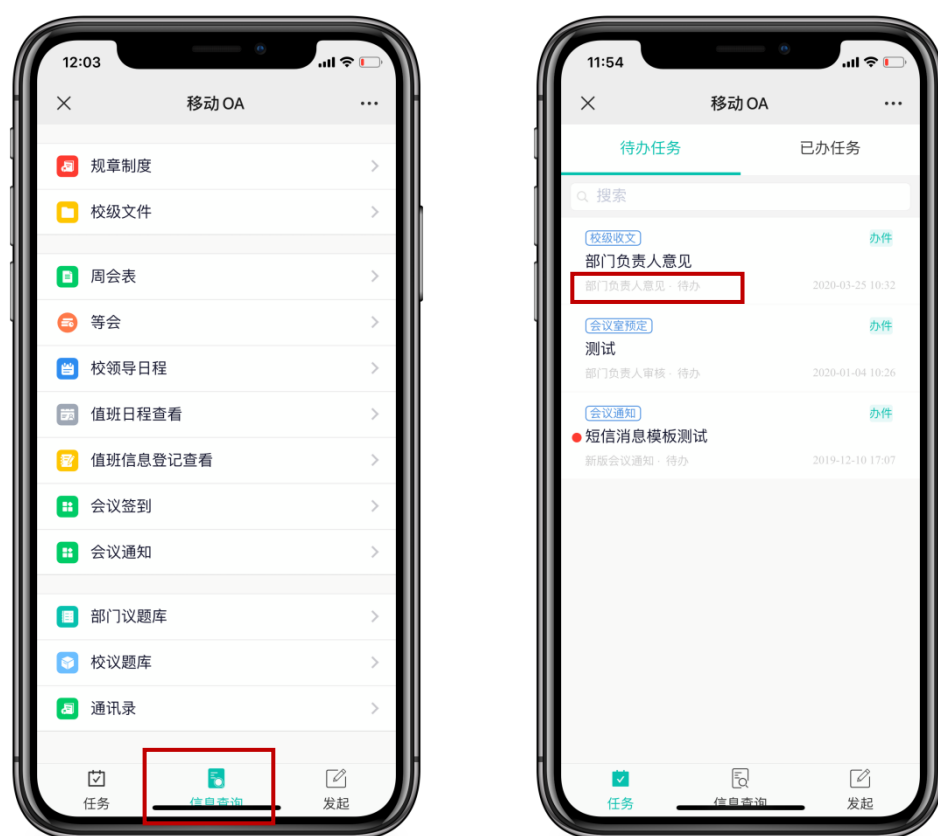 12:03
移动 OA
规章制度
校级文件
周会表
等会
校领导日程
值班日程查看
值班信息登记查看
会议签到
会议通知
部门议题库
校议题库
通讯录
任务
信息查询
发起
11:54
移动 OA
待办任务
已办任务
搜索
校级收文
办件
部门负责人意见
部门负责人意见 - 待办
2020-03-25 10:32
会议室预定
办件
测试
部门负责人审核 - 待办
2020-01-04 10:26
会议通知
办件
短信消息模板测试
新版会议通知 - 待办
2019-12-10 17:07
任务
信息查询
发起